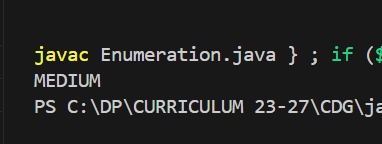 javac Enumeration.java } ; if ($
MEDIUM
PS C:\DP\CURRICULUM 23-27\CDG\ja